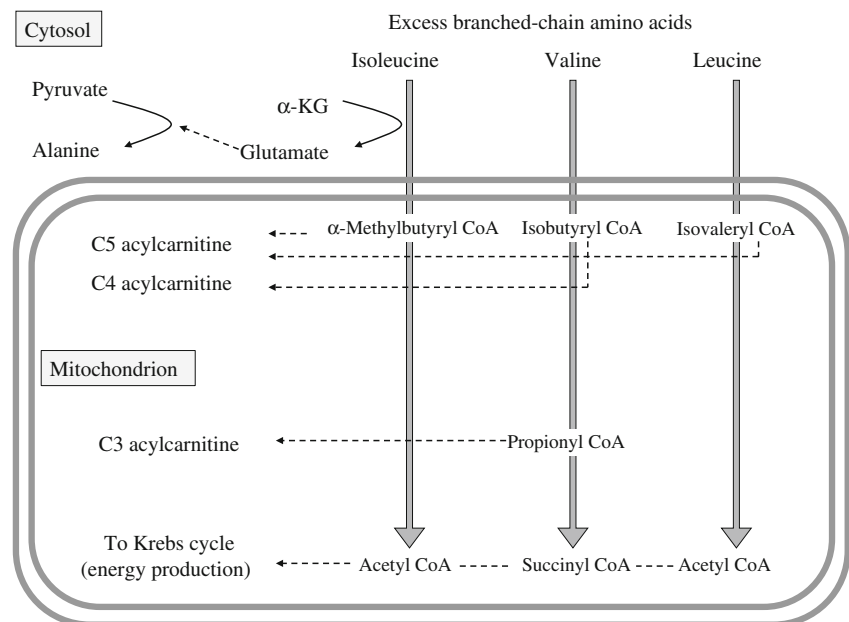 Cytosol
Excess branched-chain amino acids
Isoleucine
Valine
Leucine
Pyruvate
α-KG
Alanine
Glutamate
α-Methylbutyryl CoA
Isobutyryl CoA
Isovaleryl CoA
C5 acylcarnitine
C4 acylcarnitine
Mitochondrion
C3 acylcarnitine
Propionyl CoA
To Krebs cycle
(energy production)
Acetyl CoA
Succinyl CoA
Acetyl CoA